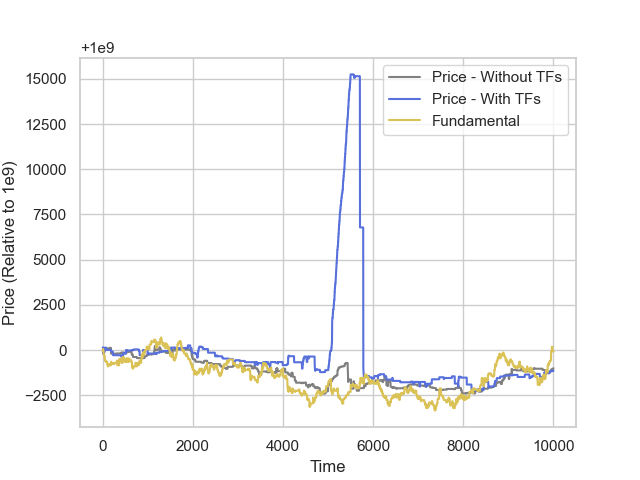 +1e9
Price - Without TFs
Price - With TFs
Fundamental
15000
12500
10000
7500
5000
2500
0
−2500
Price (Relative to 1e9)
0
2000
4000
6000
8000
10000
Time